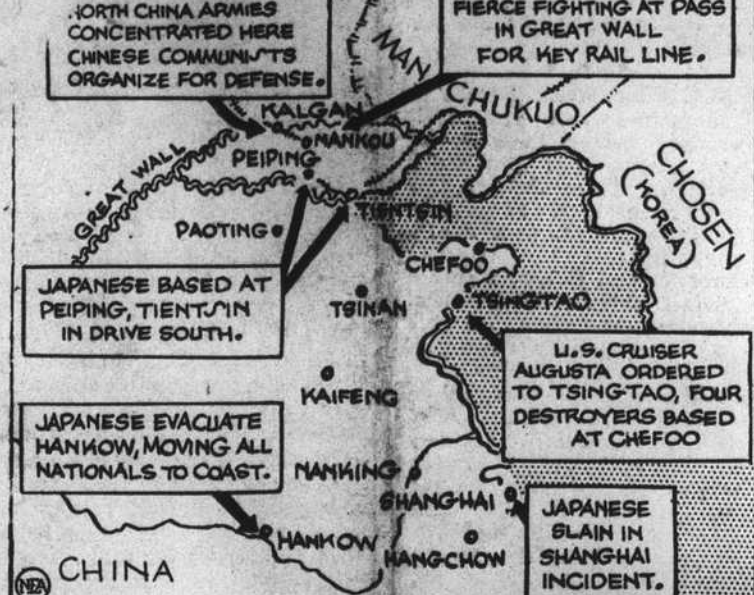 NORTH CHINA ARMIES
CONCENTRATED HERE
CHINESE COMMUNISTS
ORGANIZE FOR DEFENSE.
FIERCE FIGHTING AT PASS
IN GREAT WALL
FOR KEY RAIL LINE.
MANCHUKUO
KALGAN
NANKOU
PEIPING
GREAT WALL
TIENTSIN
PAOTING
CHOSEN
(KOREA)
CHEFOO
JAPANESE BASED AT
PEIPING, TIENTSIN
IN DRIVE SOUTH.
TSINAN
TSINGTAO
U.S. CRUISER
AUGUSTA ORDERED
TO TSINGTAO, FOUR
DESTROYERS BASED
AT CHEFOO
KAIFENG
JAPANESE EVACUATE
HANKOW, MOVING ALL
NATIONALS TO COAST.
NANKING
SHANGHAI
JAPANESE
SLAIN IN
SHANGHAI
INCIDENT.
HANKOW
HANGCHOW
CHINA
NEA